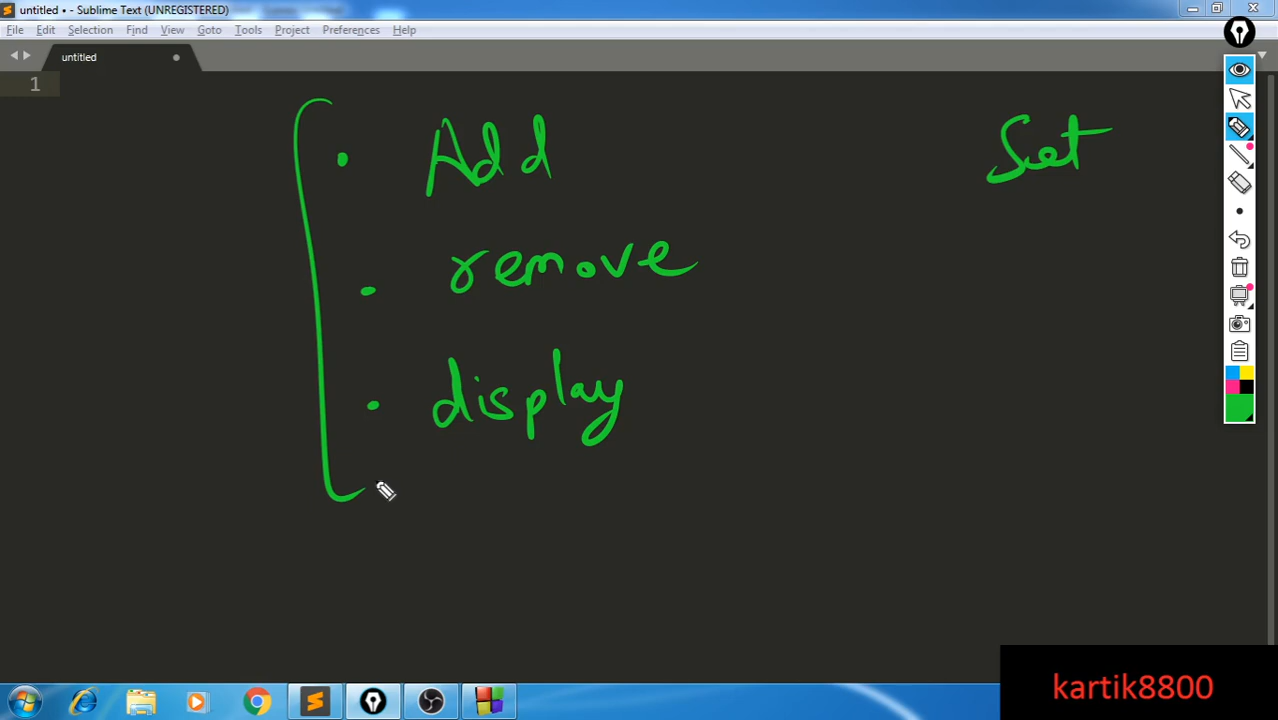 untitled • - Sublime Text (UNREGISTERED)
File Edit Selection Find View Goto Tools Project Preferences Help
untitled
1
• Add Set
• remove
• display
kartik8800